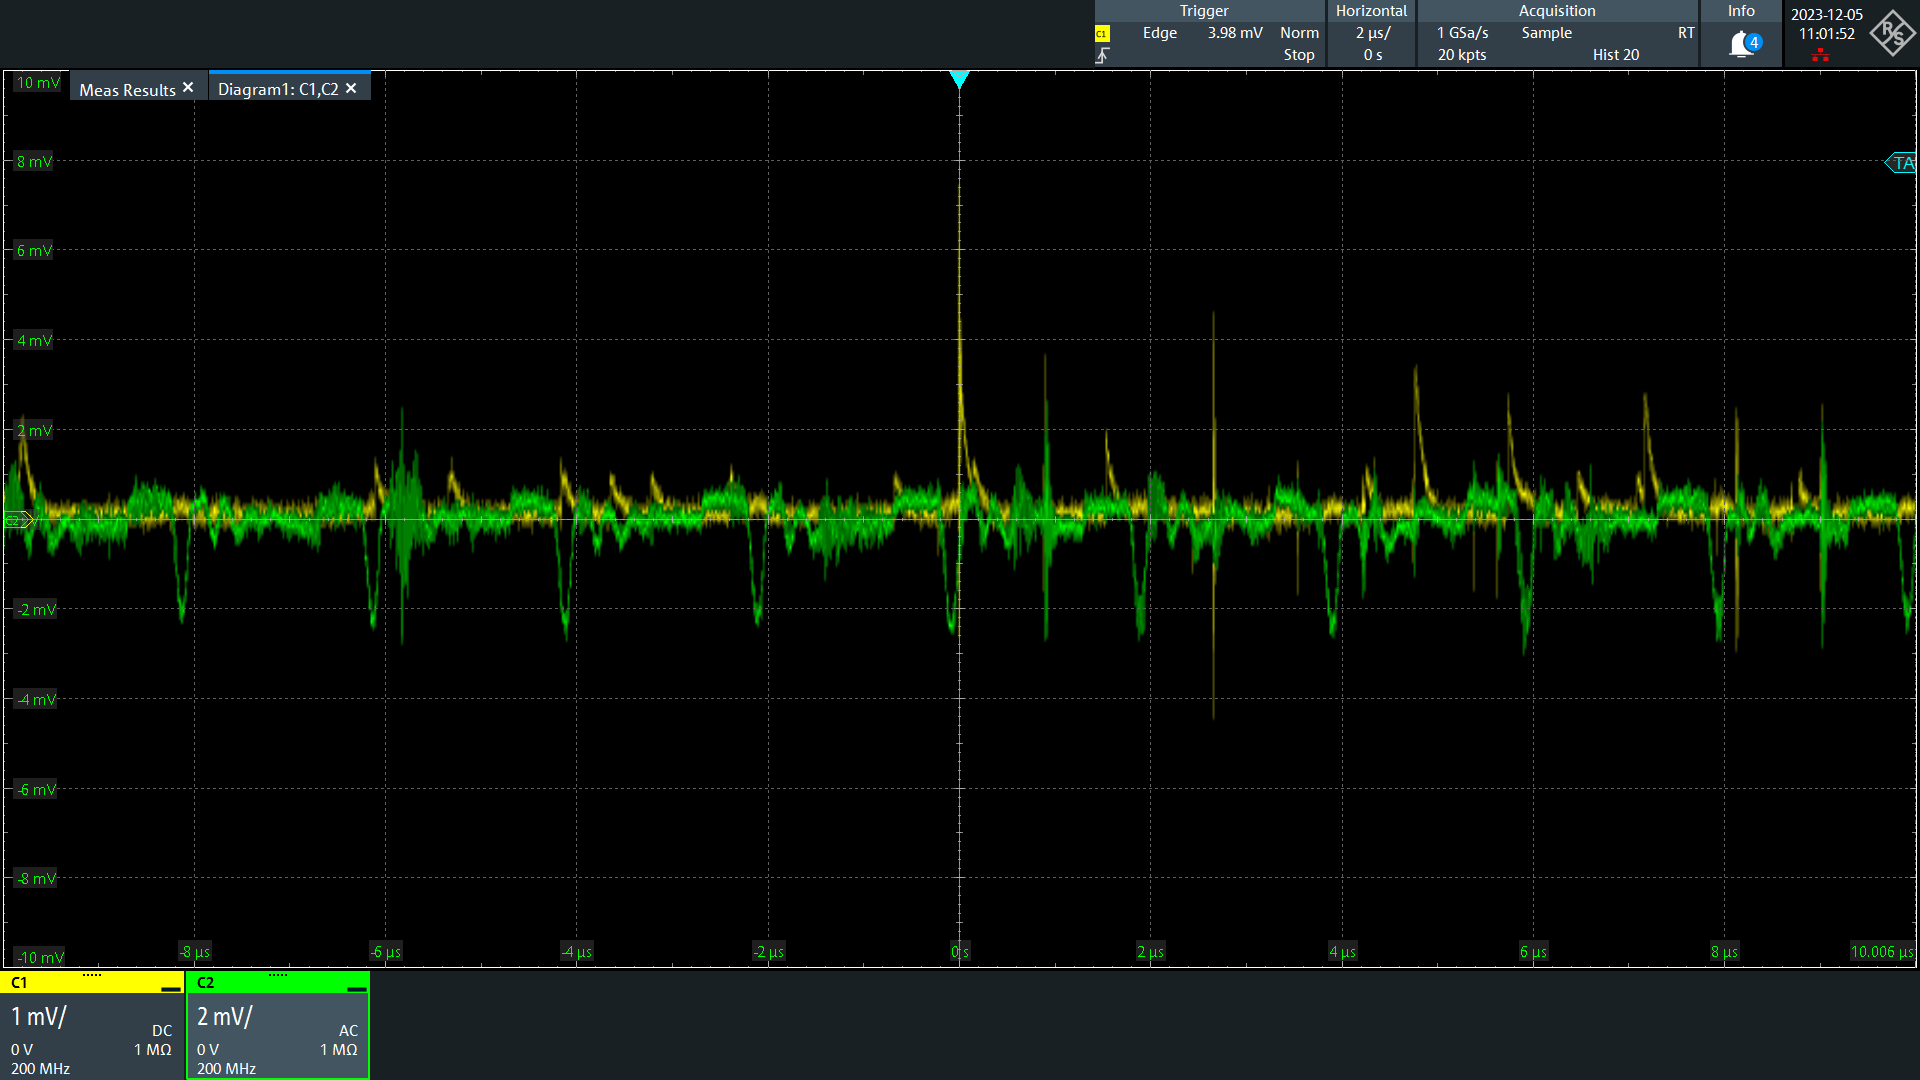 Trigger
C1 Edge 3.98 mV Norm
Stop
Horizontal
2 µs/
0 s
Acquisition
1 GSa/s Sample RT
20 kpts Hist 20
Info
4
2023-12-05
11:01:52
R S
Meas Results ✕
Diagram1: C1,C2 ✕
10 mV
8 mV
TA
6 mV
4 mV
2 mV
C2
-2 mV
-4 mV
-6 mV
-8 mV
-10 mV
-8 µs
-6 µs
-4 µs
-2 µs
0 s
2 µs
4 µs
6 µs
8 µs
10.006 µs
C1
1 mV/
DC
0 V 1 MΩ
200 MHz
C2
2 mV/
AC
0 V 1 MΩ
200 MHz